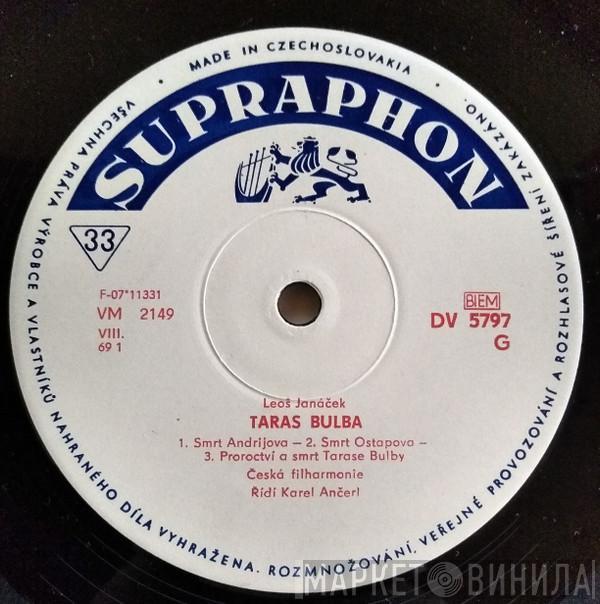 MADE IN CZECHOSLOVAKIA
SUPRAPHON
33
F-07*11331
VM 2149
VIII.
69 1
BIEM
DV 5797
G
Leoš Janáček
TARAS BULBA
1. Smrt Andrijova – 2. Smrt Ostapova –
3. Proroctví a smrt Tarase Bulby
Česká filharmonie
Řídí Karel Ančerl
VŠECHNA PRÁVA VÝROBCE A VLASTNÍKŮ NAHRANÉHO DÍLA VYHRAŽENA. ROZMNOŽOVÁNÍ, VEŘEJNÉ PROVOZOVÁNÍ A ROZHLASOVÉ ŠÍŘENÍ ZAKÁZÁNO.
МАРКЕТ ВИНИЛА